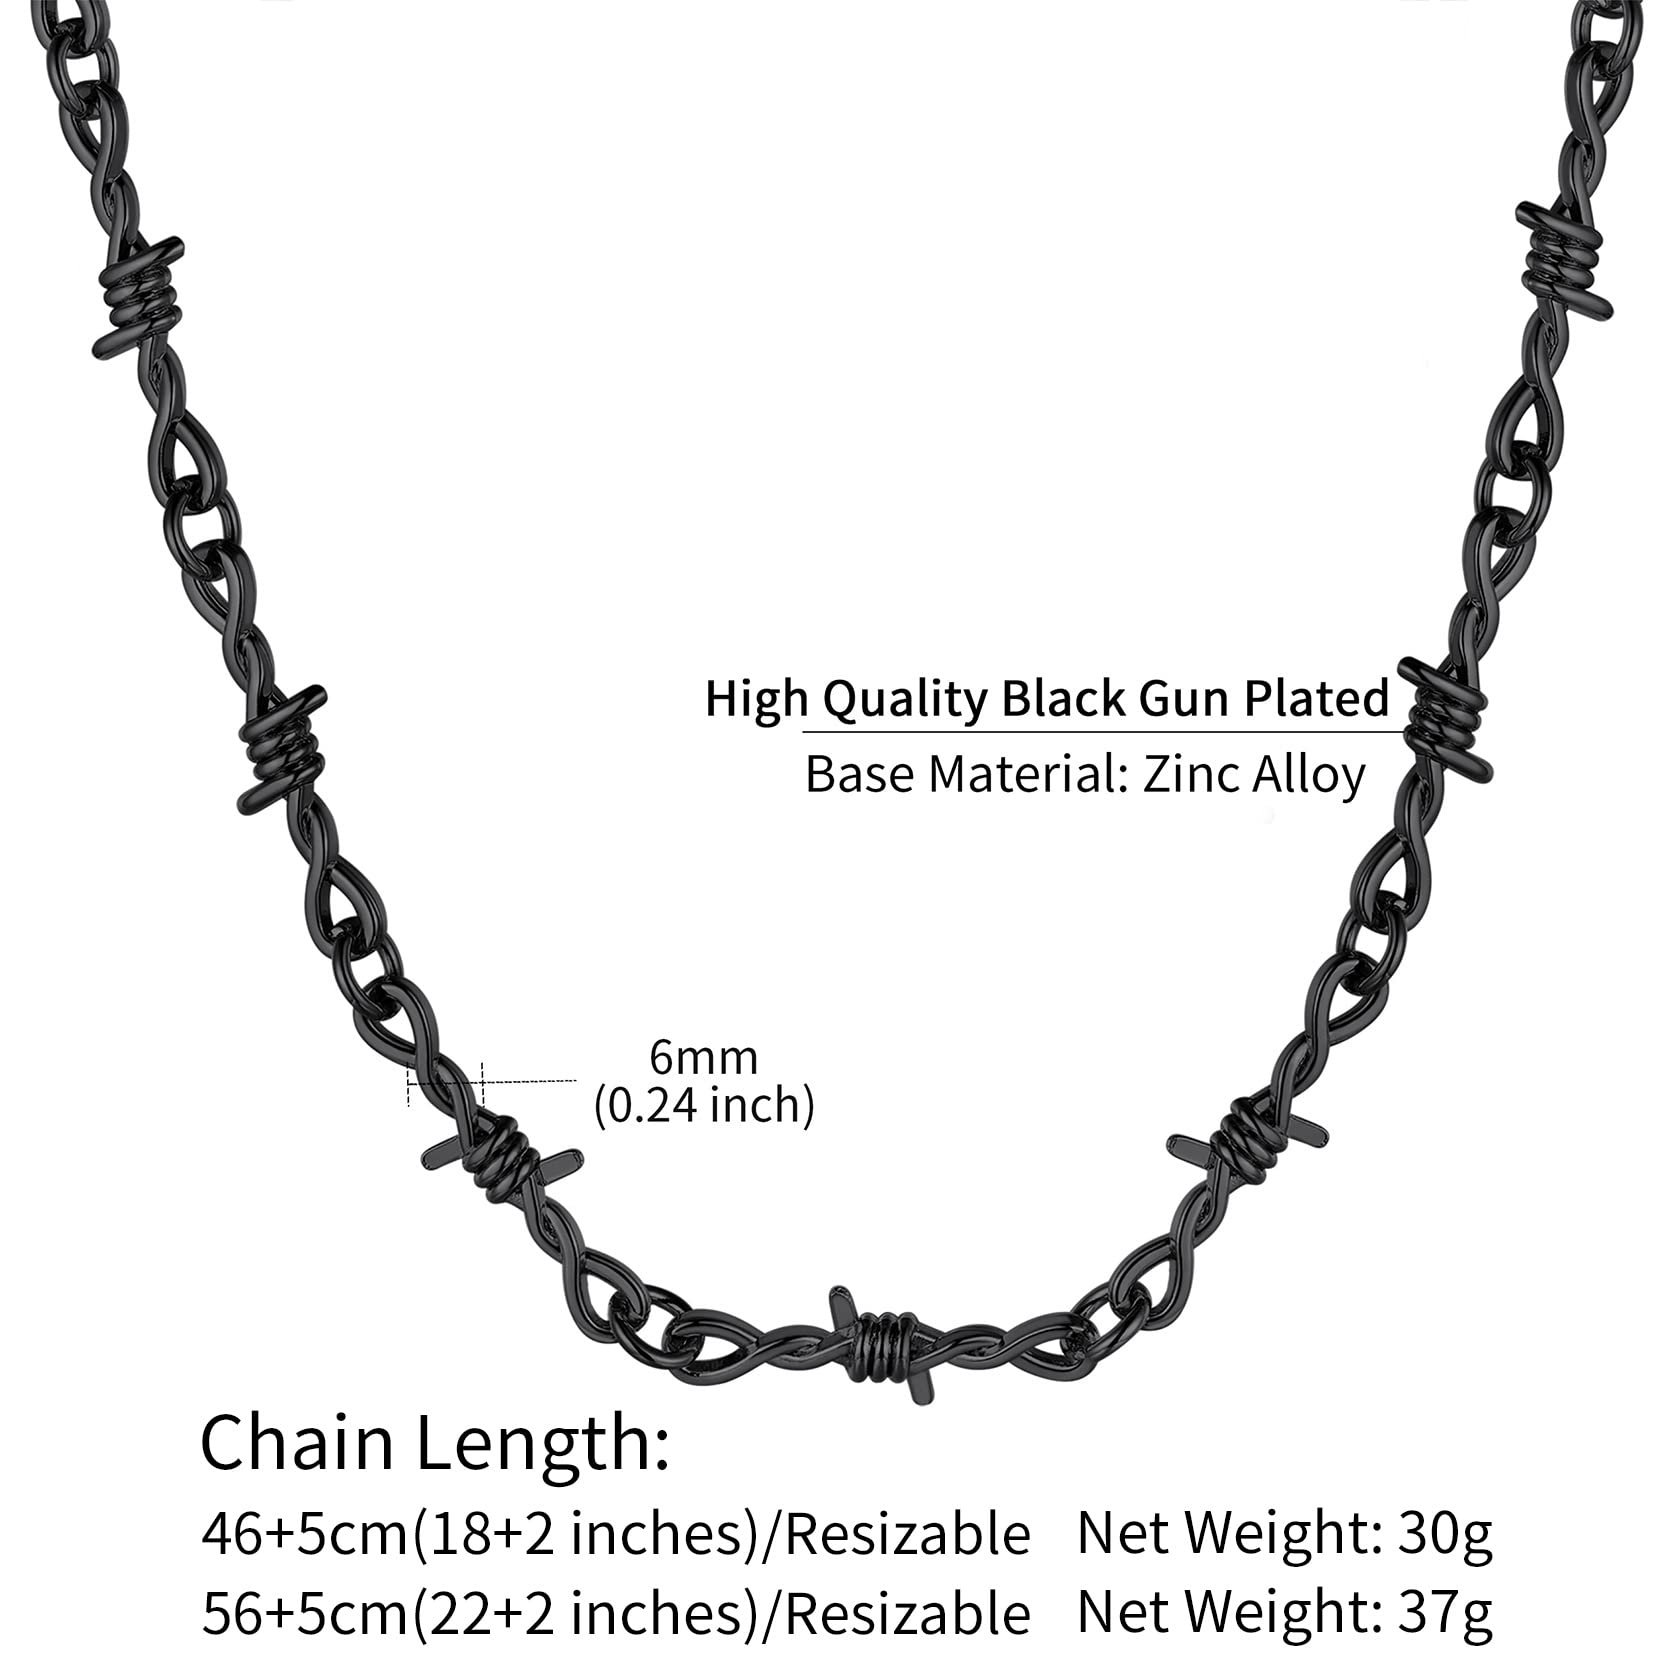 High Quality Black Gun Plated
Base Material: Zinc Alloy
6mm
(0.24 inch)
Chain Length:
46+5cm(18+2 inches)/Resizable Net Weight: 30g
56+5cm(22+2 inches)/Resizable Net Weight: 37g